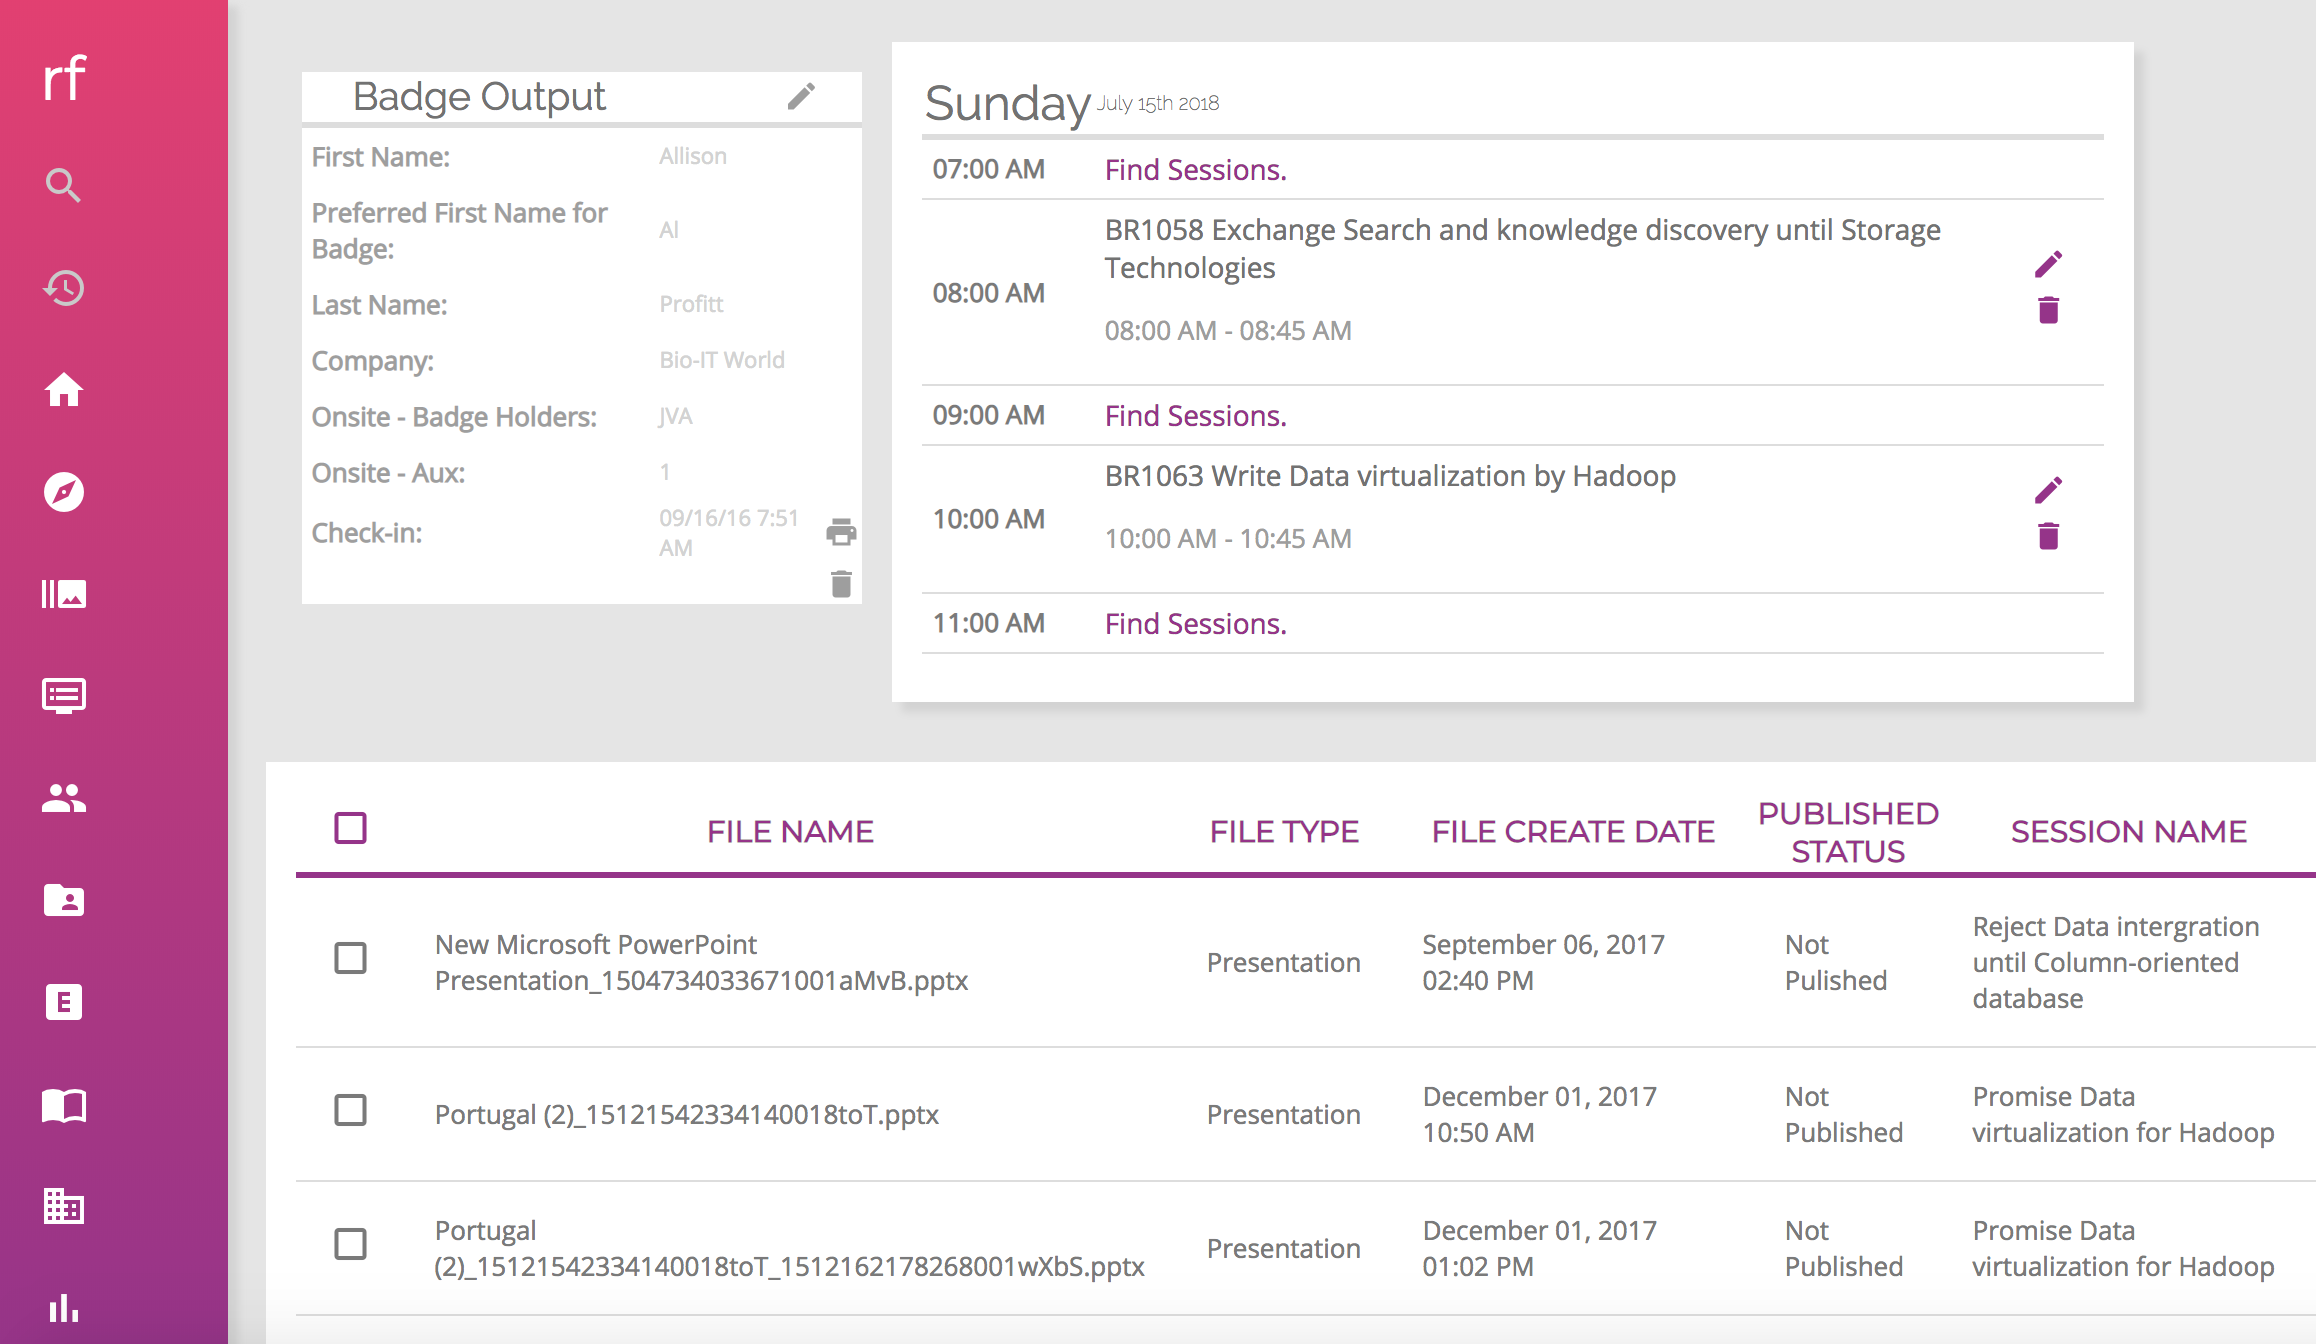 rf
Badge Output
First Name:
Allison
Preferred First Name for
Badge:
Al
Last Name:
Profitt
Company:
Bio-IT World
Onsite - Badge Holders:
JVA
Onsite - Aux:
1
Check-in:
09/16/16 7:51
AM
Sunday July 15th 2018
07:00 AM Find Sessions.
08:00 AM
BR1058 Exchange Search and knowledge discovery until Storage
Technologies
08:00 AM - 08:45 AM
09:00 AM Find Sessions.
10:00 AM
BR1063 Write Data virtualization by Hadoop
10:00 AM - 10:45 AM
11:00 AM Find Sessions.
FILE NAME
FILE TYPE
FILE CREATE DATE
PUBLISHED
STATUS
SESSION NAME
New Microsoft PowerPoint
Presentation_1504734033671001aMvB.pptx
Presentation
September 06, 2017
02:40 PM
Not
Pulished
Reject Data intergration
until Column-oriented
database
Portugal (2)_15121542334140018toT.pptx
Presentation
December 01, 2017
10:50 AM
Not
Published
Promise Data
virtualization for Hadoop
Portugal
(2)_15121542334140018toT_1512162178268001wXbS.pptx
Presentation
December 01, 2017
01:02 PM
Not
Published
Promise Data
virtualization for Hadoop
E